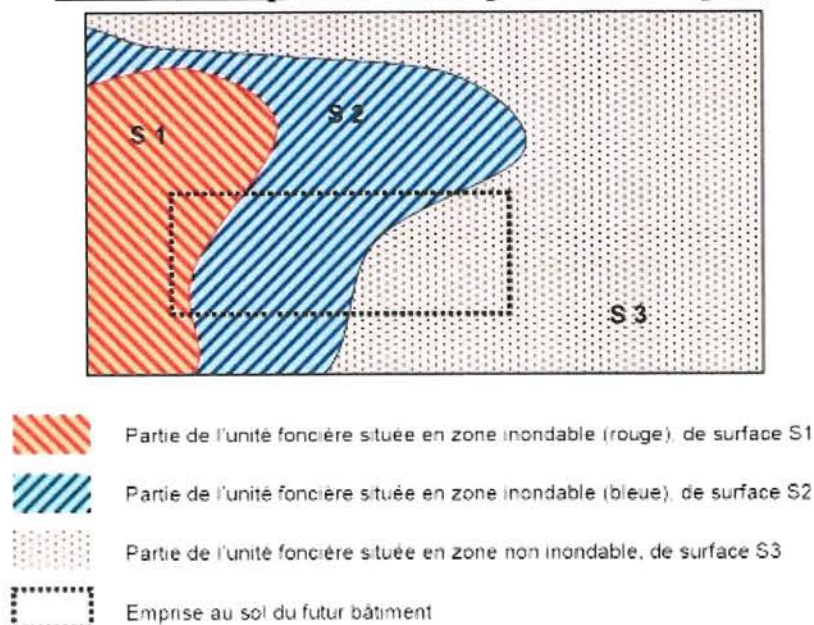 S 1
S 2
S 3
Partie de l'unité foncière située en zone inondable (rouge), de surface S1
Partie de l'unité foncière située en zone inondable (bleue), de surface S2
Partie de l'unité foncière située en zone non inondable, de surface S3
Emprise au sol du futur bâtiment